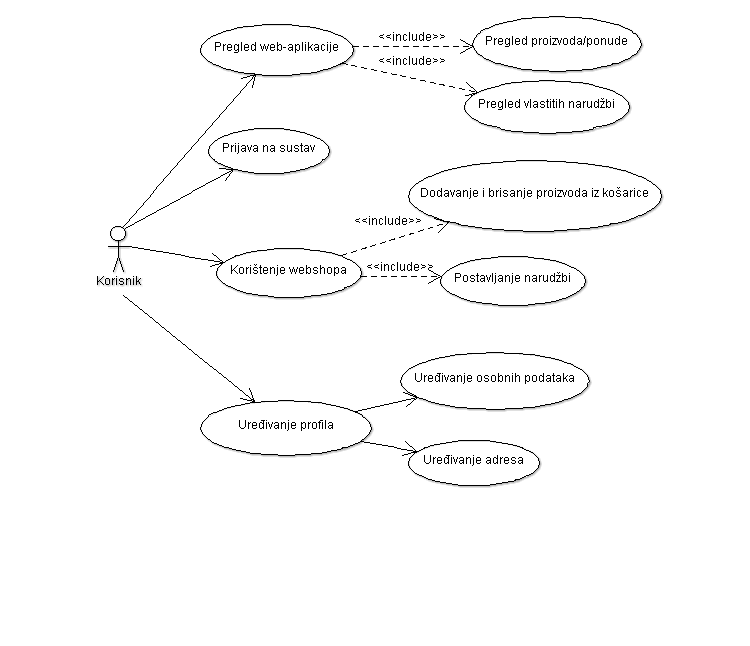 Pregled web-aplikacije
<<include>>
Pregled proizvoda/ponude
<<include>>
Pregled vlastitih narudžbi
Prijava na sustav
Dodavanje i brisanje proizvoda iz košarice
<<include>>
Korištenje webshopa
<<include>>
Postavljanje narudžbi
Korisnik
Uređivanje osobnih podataka
Uređivanje profila
Uređivanje adresa